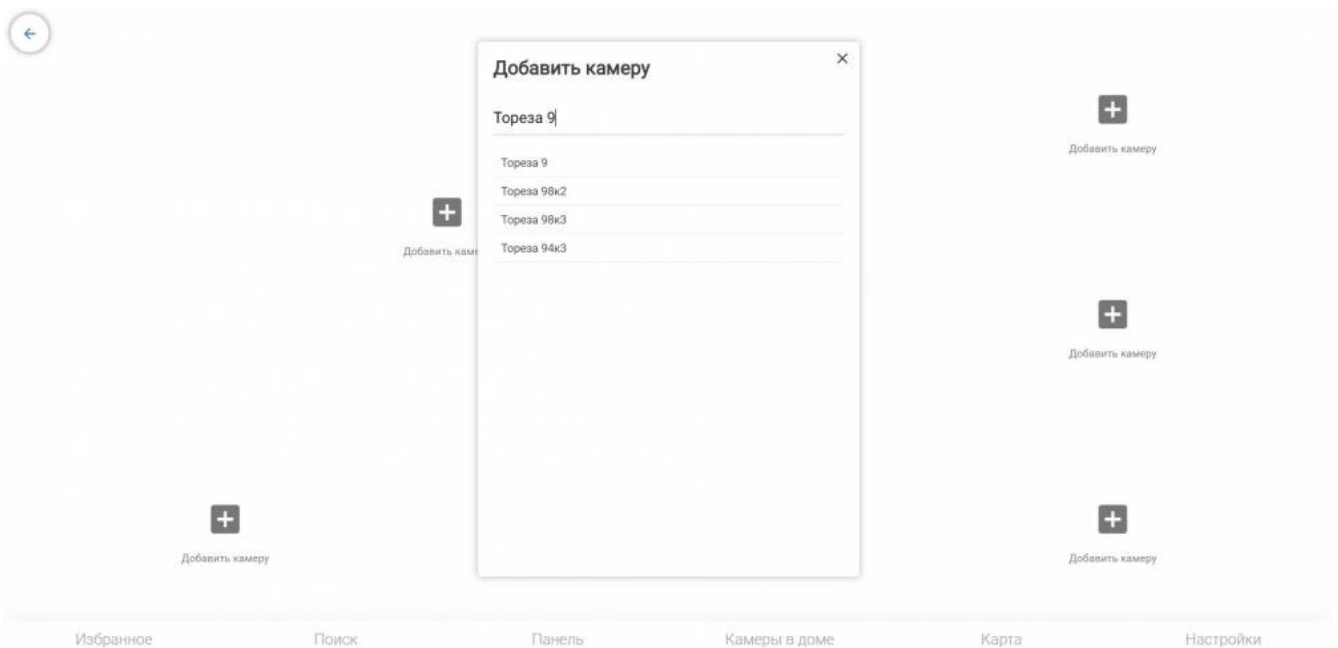 Добавить камеру
Тореза 9
Тореза 9
Тореза 98к2
Тореза 98к3
Тореза 94к3
Добавить камеру
Добавить
Добавить камеру
Добавить камеру
Добавить камеру
Избранное Поиск Панель Камеры в доме Карта Настройки